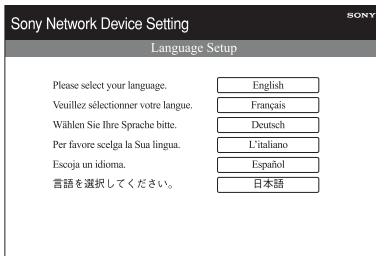 SONY
Sony Network Device Setting
Language Setup
Please select your language. English
Veuillez sélectionner votre langue. Français
Wählen Sie Ihre Sprache bitte. Deutsch
Per favore scelga la Sua lingua. L'italiano
Escoja un idioma. Español
言語を選択してください。 日本語